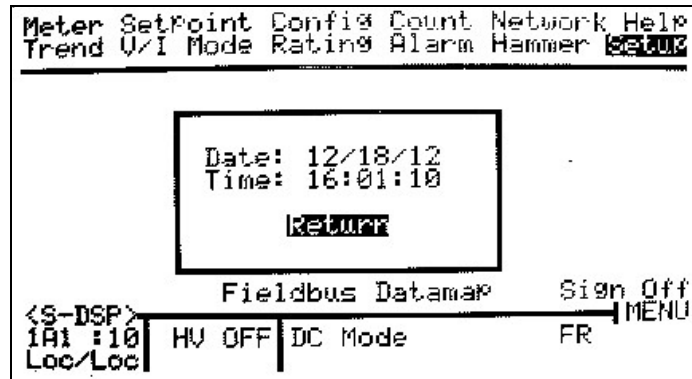 Meter SetPoint Config Count Network Help
Trend V/I Mode Rating Alarm Hammer Setup
Date: 12/18/12
Time: 16:01:10
Return
Fieldbus Datamap Sign Off
<S-DSP> MENU
1A1 :10 HV OFF DC Mode FR
Loc/Loc